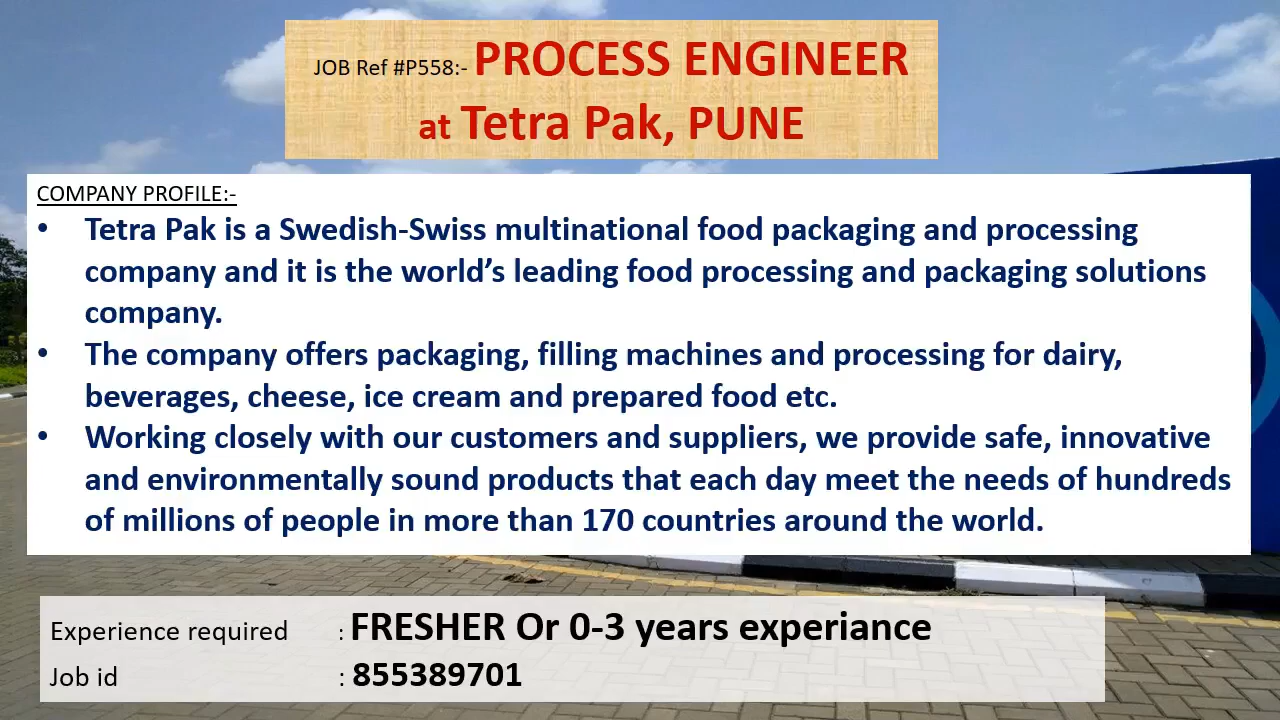 JOB Ref #P558:- PROCESS ENGINEER
at Tetra Pak, PUNE
COMPANY PROFILE:-
• Tetra Pak is a Swedish-Swiss multinational food packaging and processing
company and it is the world’s leading food processing and packaging solutions
company.
• The company offers packaging, filling machines and processing for dairy,
beverages, cheese, ice cream and prepared food etc.
• Working closely with our customers and suppliers, we provide safe, innovative
and environmentally sound products that each day meet the needs of hundreds
of millions of people in more than 170 countries around the world.
Experience required : FRESHER Or 0-3 years experiance
Job id : 855389701